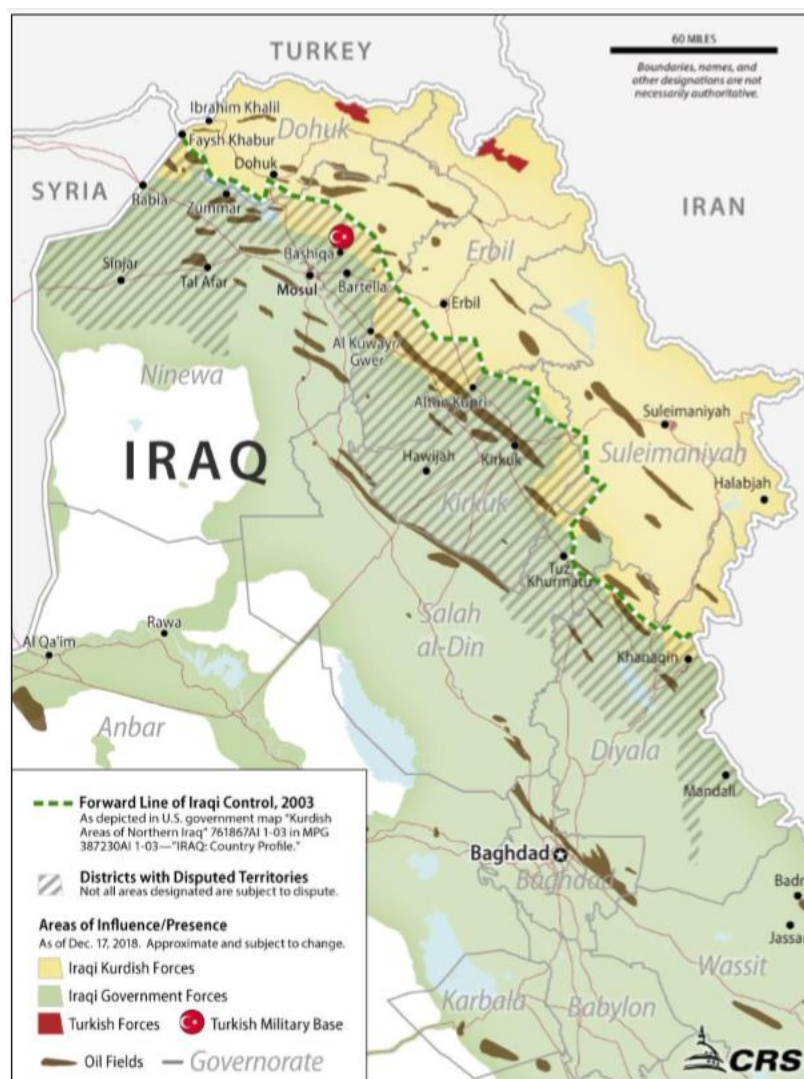 TURKEY
60 MILES
Boundaries, names, and
other designations are not
necessarily authoritative.
Ibrahim Khalil
Dohuk
Faysh Khabur
Dohuk
SYRIA
Rabia
Zummar
IRAN
Bashiqa
Erbil
Sinjar
Tal Afar
Mosul
Bartella
Erbil
Al Kuwayr/
Gwer
Ninewa
Altun Kupri
Suleimaniyah
IRAQ
Hawijah
Kirkuk
Suleimaniyah
Halabjah
Kirkuk
Tuz
Khurmatu
Salah
al-Din
Rawa
Al Qa'im
Khanaqin
Anbar
Diyala
Mandali
Forward Line of Iraqi Control, 2003
As depicted in U.S. government map "Kurdish
Areas of Northern Iraq" 761867AI 1-03 in MPG
387230AI 1-03—"IRAQ: Country Profile."
Districts with Disputed Territories
Not all areas designated are subject to dispute.
Areas of Influence/Presence
As of Dec. 17, 2018. Approximate and subject to change.
Iraqi Kurdish Forces
Iraqi Government Forces
Turkish Forces
Turkish Military Base
Oil Fields
Governorate
Baghdad
Baghdad
Badr
Jassa
Wassit
Karbala
Babylon
CRS